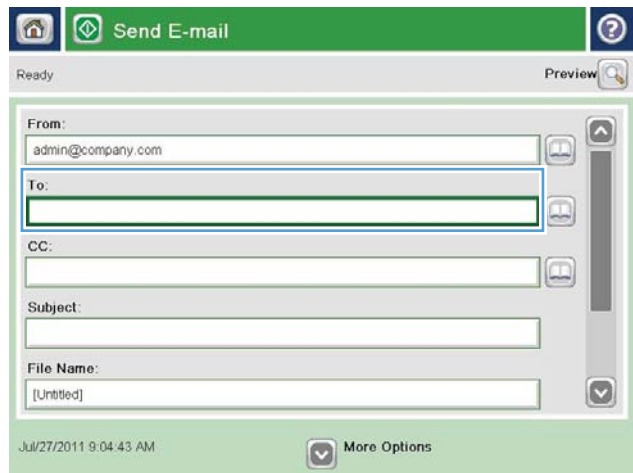 Send E-mail
?
Ready
Preview
From:
admin@company.com
To:
CC:
Subject:
File Name:
[Untitled]
Jul/27/2011 9:04:43 AM
More Options